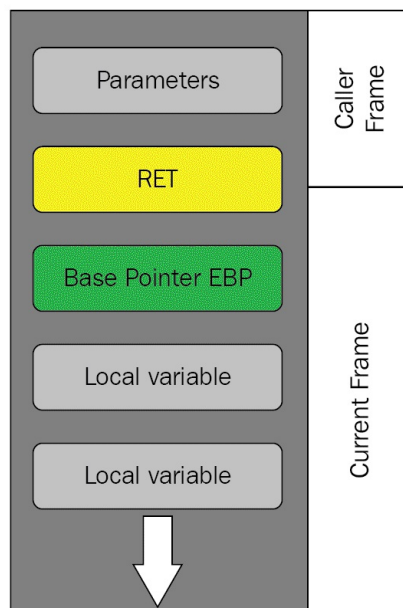 Parameters
RET
Base Pointer EBP
Local variable
Local variable
Caller
Frame
Current Frame